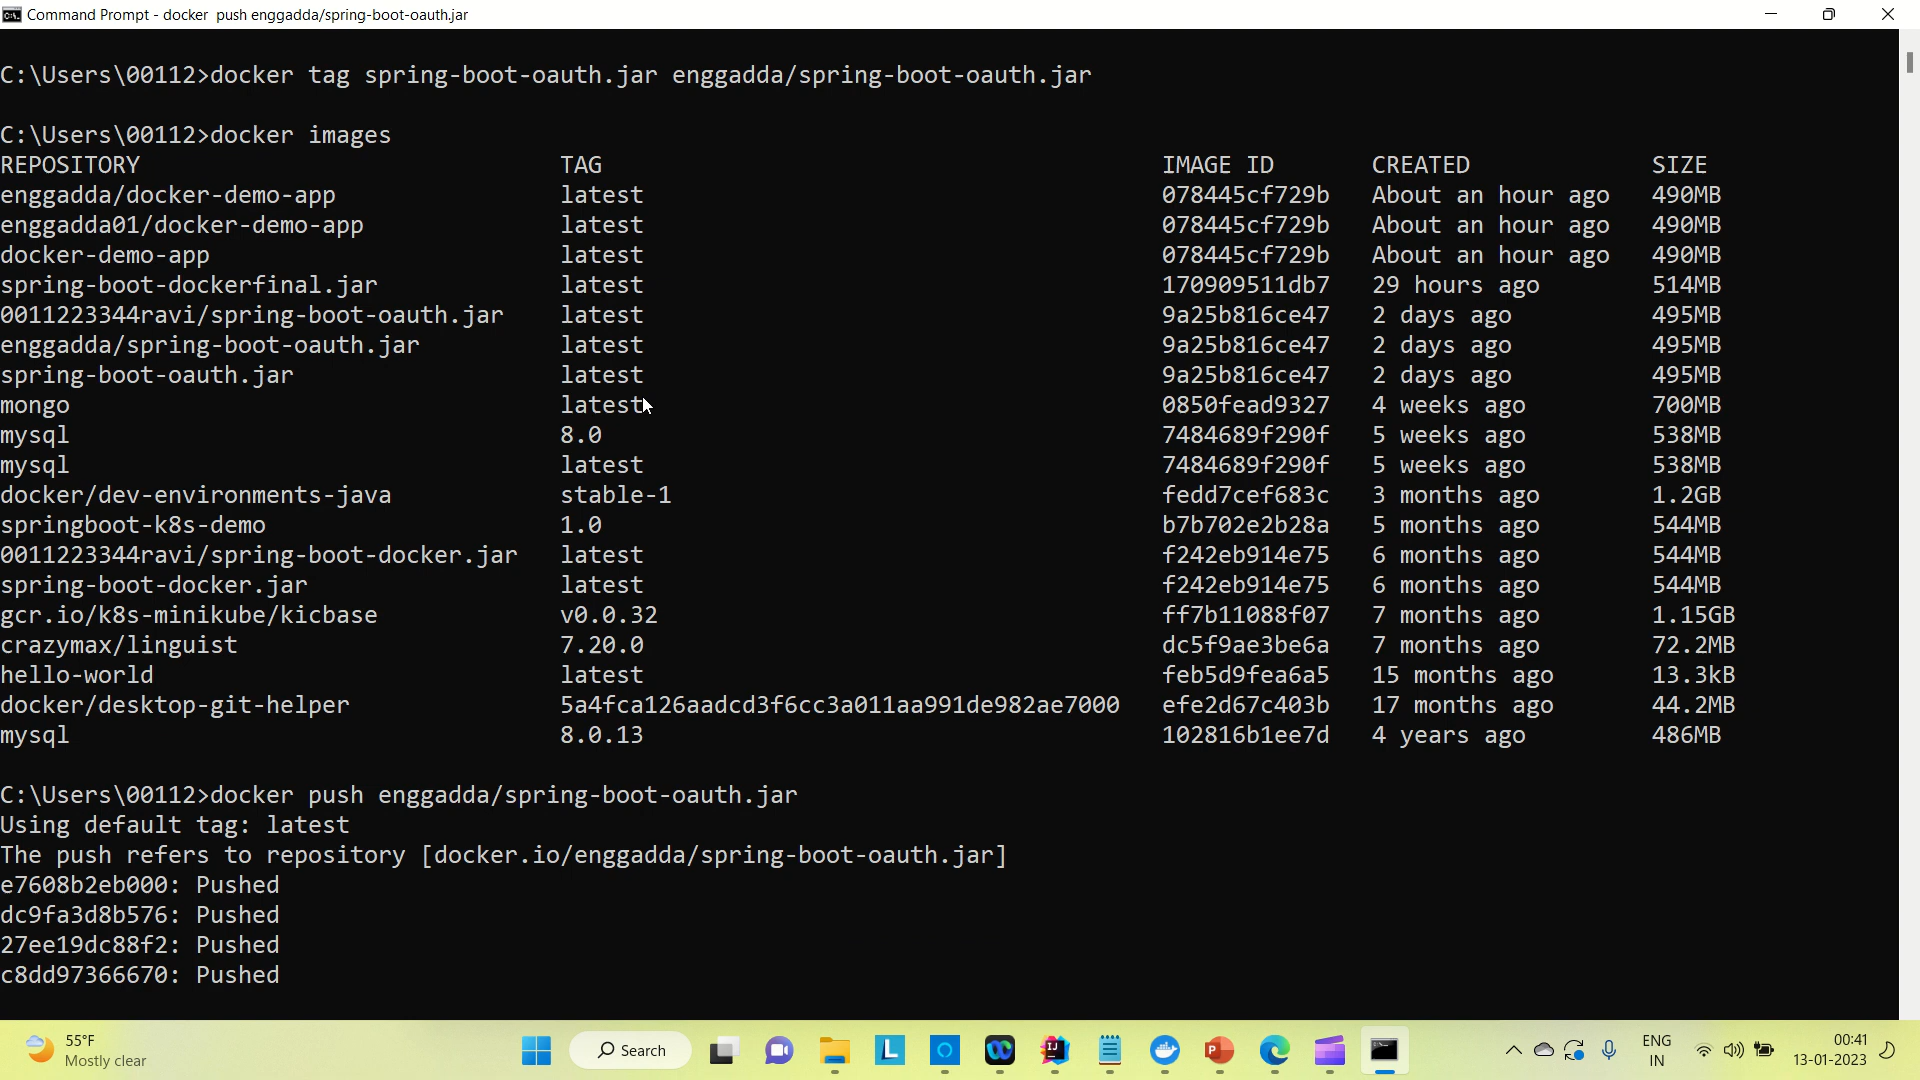 Command Prompt - docker  push enggadda/spring-boot-oauth.jar
C:\Users\00112>docker tag spring-boot-oauth.jar enggadda/spring-boot-oauth.jar
C:\Users\00112>docker images
REPOSITORY TAG IMAGE ID CREATED SIZE
enggadda/docker-demo-app latest 078445cf729b About an hour ago 490MB
enggadda01/docker-demo-app latest 078445cf729b About an hour ago 490MB
docker-demo-app latest 078445cf729b About an hour ago 490MB
spring-boot-dockerfinal.jar latest 170909511db7 29 hours ago 514MB
0011223344ravi/spring-boot-oauth.jar latest 9a25b816ce47 2 days ago 495MB
enggadda/spring-boot-oauth.jar latest 9a25b816ce47 2 days ago 495MB
spring-boot-oauth.jar latest 9a25b816ce47 2 days ago 495MB
mongo latest 0850fead9327 4 weeks ago 700MB
mysql 8.0 7484689f290f 5 weeks ago 538MB
mysql latest 7484689f290f 5 weeks ago 538MB
docker/dev-environments-java stable-1 fedd7cef683c 3 months ago 1.2GB
springboot-k8s-demo 1.0 b7b702e2b28a 5 months ago 544MB
0011223344ravi/spring-boot-docker.jar latest f242eb914e75 6 months ago 544MB
spring-boot-docker.jar latest f242eb914e75 6 months ago 544MB
gcr.io/k8s-minikube/kicbase v0.0.32 ff7b11088f07 7 months ago 1.15GB
crazymax/linguist 7.20.0 dc5f9ae3be6a 7 months ago 72.2MB
hello-world latest feb5d9fea6a5 15 months ago 13.3kB
docker/desktop-git-helper 5a4fca126aadcd3f6cc3a011aa991de982ae7000 efe2d67c403b 17 months ago 44.2MB
mysql 8.0.13 102816b1ee7d 4 years ago 486MB
C:\Users\00112>docker push enggadda/spring-boot-oauth.jar
Using default tag: latest
The push refers to repository [docker.io/enggadda/spring-boot-oauth.jar]
e7608b2eb000: Pushed
dc9fa3d8b576: Pushed
27ee19dc88f2: Pushed
c8dd97366670: Pushed
55°F
Mostly clear
Search
ENG
IN
00:41
13-01-2023